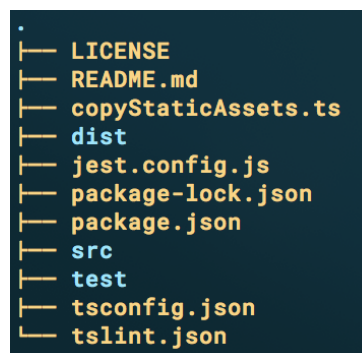 .
├── LICENSE
├── README.md
├── copyStaticAssets.ts
├── dist
├── jest.config.js
├── package-lock.json
├── package.json
├── src
├── test
├── tsconfig.json
└── tslint.json